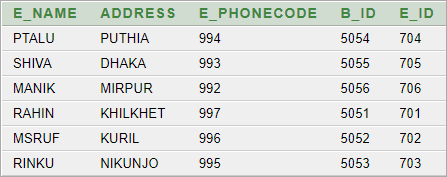 E_NAME ADDRESS E_PHONECODE B_ID E_ID
PTALU PUTHIA 994 5054 704
SHIVA DHAKA 993 5055 705
MANIK MIRPUR 992 5056 706
RAHIN KHILKHET 997 5051 701
MSRUF KURIL 996 5052 702
RINKU NIKUNJO 995 5053 703